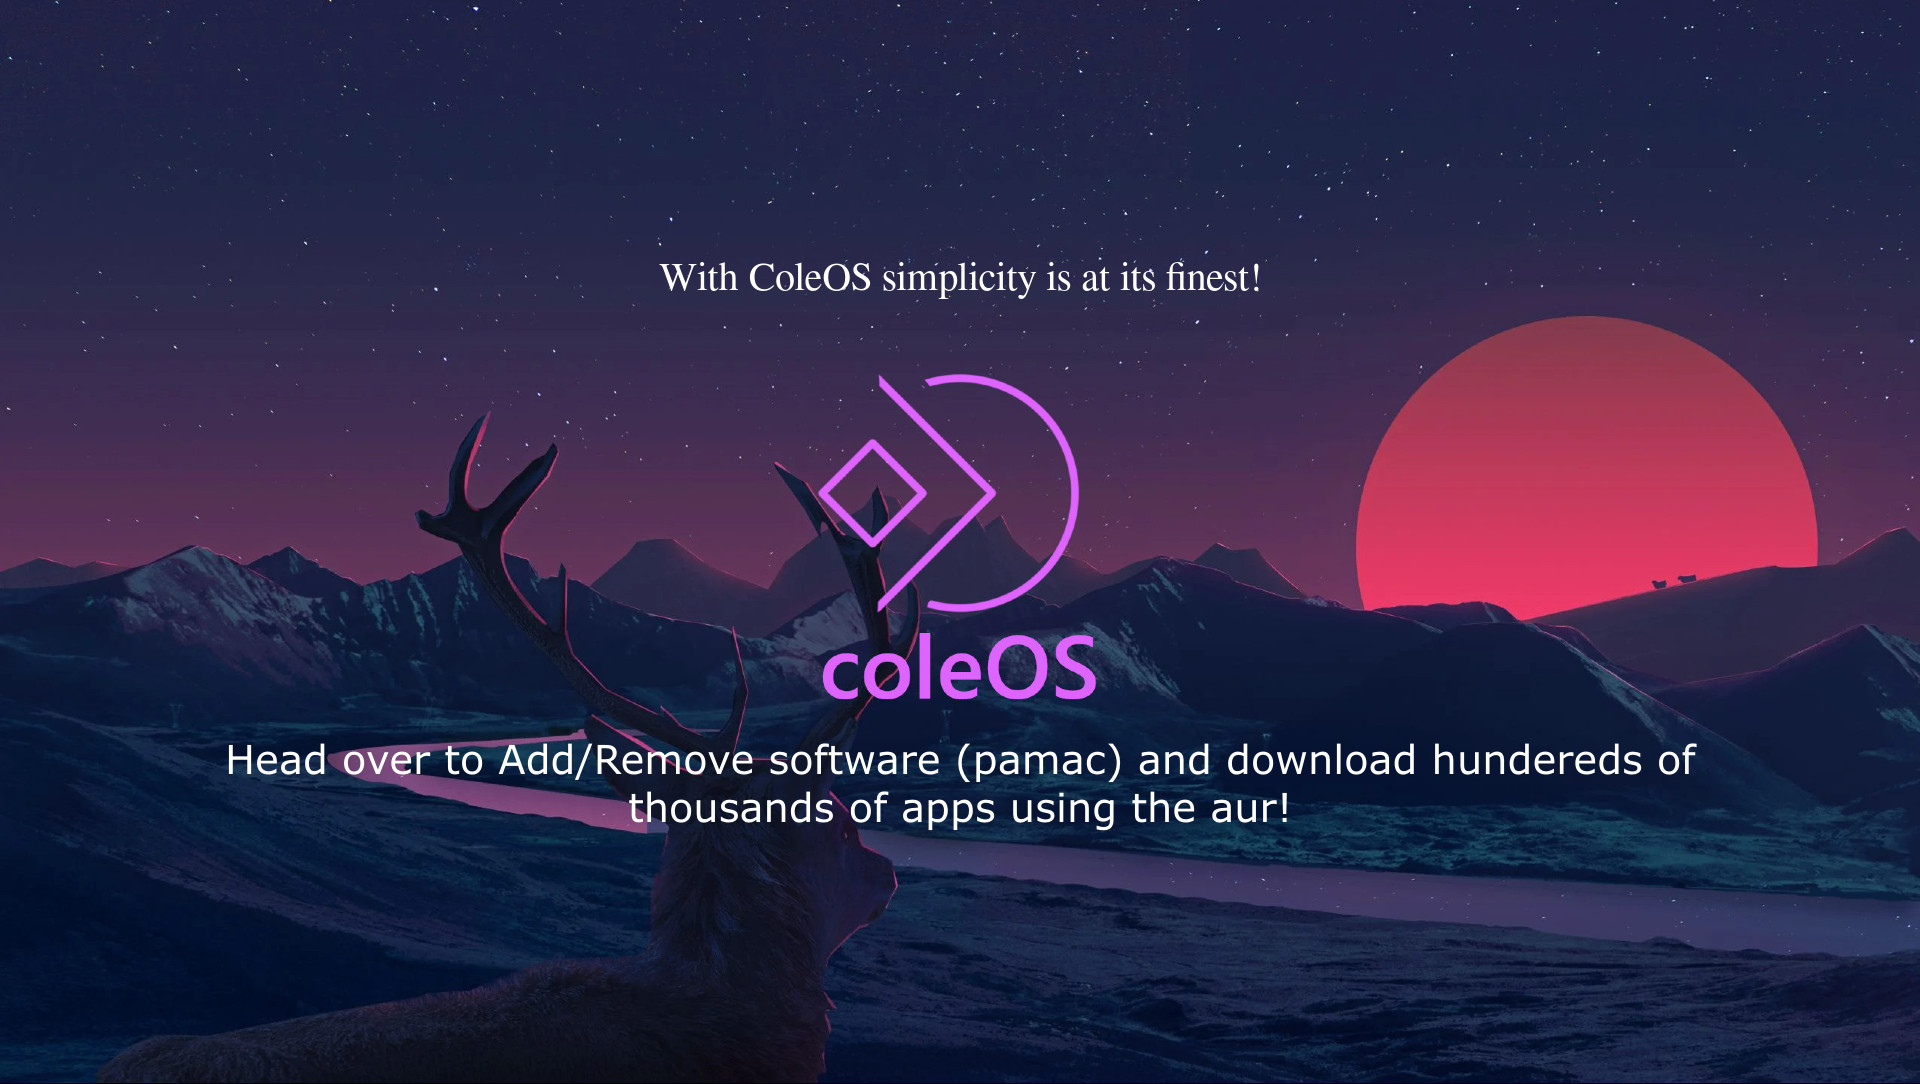 With ColeOS simplicity is at its finest!
coleOS
Head over to Add/Remove software (pamac) and download hundereds of
thousands of apps using the aur!